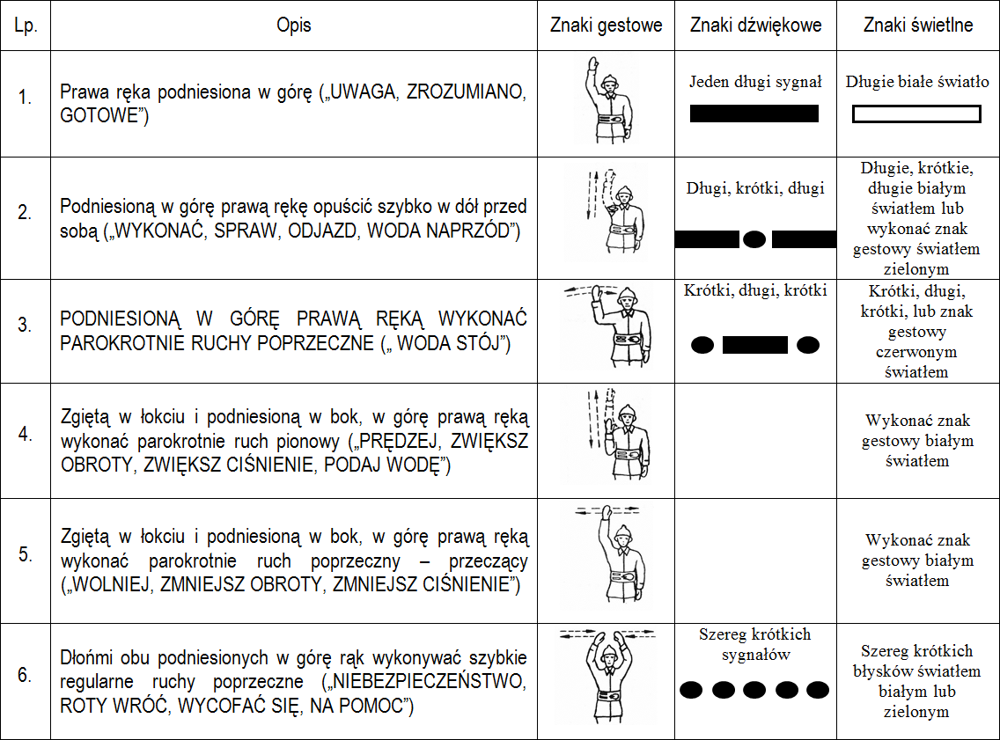 Lp.
Opis
Znaki gestowe
Znaki dźwiękowe
Znaki świetlne
1.
Prawa ręka podniesiona w górę („UWAGA, ZROZUMIANO,
GOTOWE”)
Jeden długi sygnał
Długie białe światło
2.
Podniesioną w górę prawą rękę opuścić szybko w dół przed
sobą („WYKONAĆ, SPRAW, ODJAZD, WODA NAPRZÓD”)
Długi, krótki, długi
Długie, krótkie,
długie białym
światłem lub
wykonać znak
gestowy światłem
zielonym
3.
PODNIESIONĄ W GÓRĘ PRAWĄ RĘKĄ WYKONAĆ
PAROKROTNIE RUCHY POPRZECZNE („ WODA STÓJ”)
Krótki, długi, krótki
Krótki, długi,
krótki, lub znak
gestowy
czerwonym
światłem
4.
Zgiętą w łokciu i podniesioną w bok, w górę prawą ręką
wykonać parokrotnie ruch pionowy („PRĘDZEJ, ZWIĘKSZ
OBROTY, ZWIĘKSZ CIŚNIENIE, PODAJ WODĘ”)
Wykonać znak
gestowy białym
światłem
5.
Zgiętą w łokciu i podniesioną w bok, w górę prawą ręką
wykonać parokrotnie ruch poprzeczny – przeczący
(„WOLNIEJ, ZMNIEJSZ OBROTY, ZMNIEJSZ CIŚNIENIE”)
Wykonać znak
gestowy białym
światłem
6.
Dłońmi obu podniesionych w górę rąk wykonywać szybkie
regularne ruchy poprzeczne („NIEBEZPIECZEŃSTWO,
ROTY WRÓĆ, WYCOFAĆ SIĘ, NA POMOC”)
Szereg krótkich
sygnałów
Szereg krótkich
błysków światłem
białym lub
zielonym